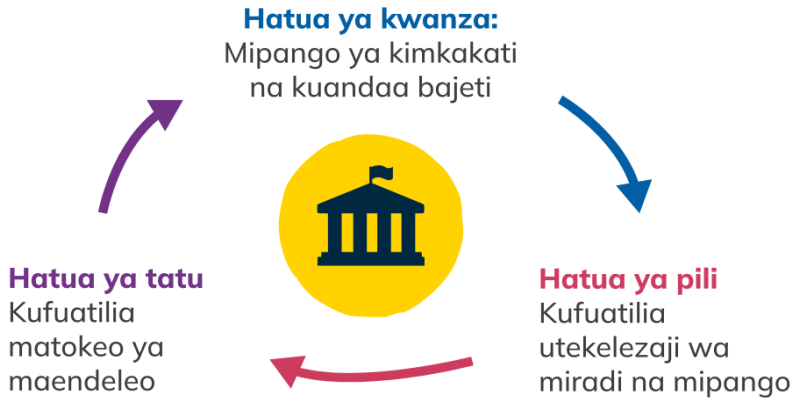 Hatua ya kwanza:
Mipango ya kimkakati
na kuandaa bajeti
Hatua ya pili
Kufuatilia
utekelezaji wa
miradi na mipango
Hatua ya tatu
Kufuatilia
matokeo ya
maendeleo